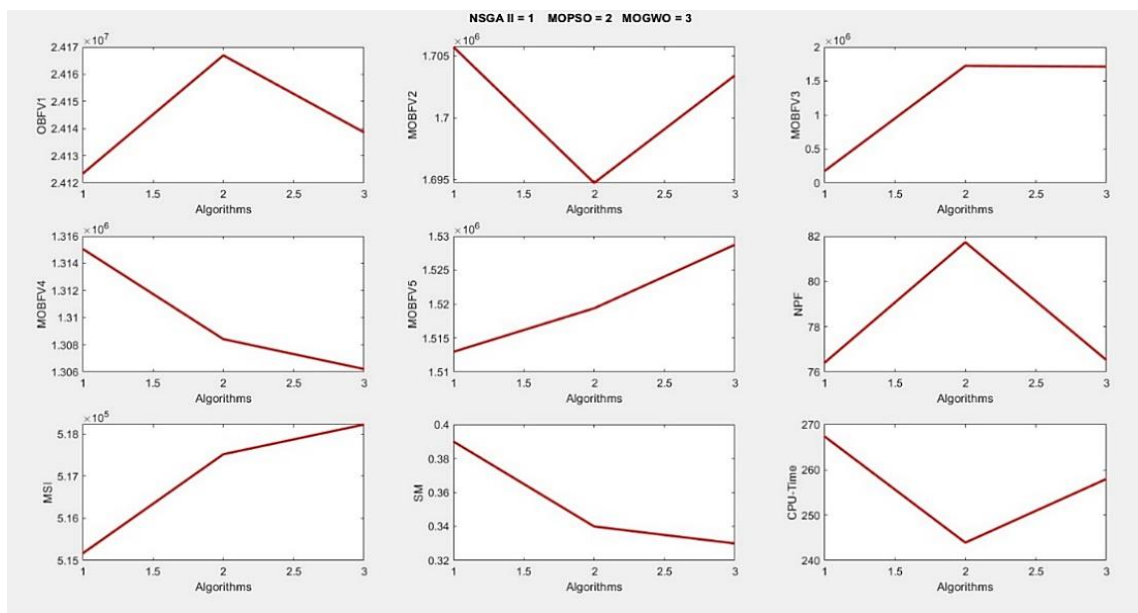 NSGA II = 1 MOPSO = 2 MOGWO = 3
×10⁷
2.417
2.416
2.415
2.414
2.413
2.412
OBFV1
1 1.5 2 2.5 3
Algorithms
×10⁶
1.705
1.7
1.695
MOBFV2
1 1.5 2 2.5 3
Algorithms
×10⁶
2
1.5
1
0.5
0
MOBFV3
1 1.5 2 2.5 3
Algorithms
×10⁶
1.316
1.314
1.312
1.31
1.308
1.306
MOBFV4
1 1.5 2 2.5 3
Algorithms
×10⁶
1.53
1.525
1.52
1.515
1.51
MOBFV5
1 1.5 2 2.5 3
Algorithms
82
80
78
76
NPF
1 1.5 2 2.5 3
Algorithms
×10⁵
5.18
5.17
5.16
5.15
MSI
1 1.5 2 2.5 3
Algorithms
0.4
0.38
0.36
0.34
0.32
SM
1 1.5 2 2.5 3
Algorithms
270
260
250
240
CPU-Time
1 1.5 2 2.5 3
Algorithms